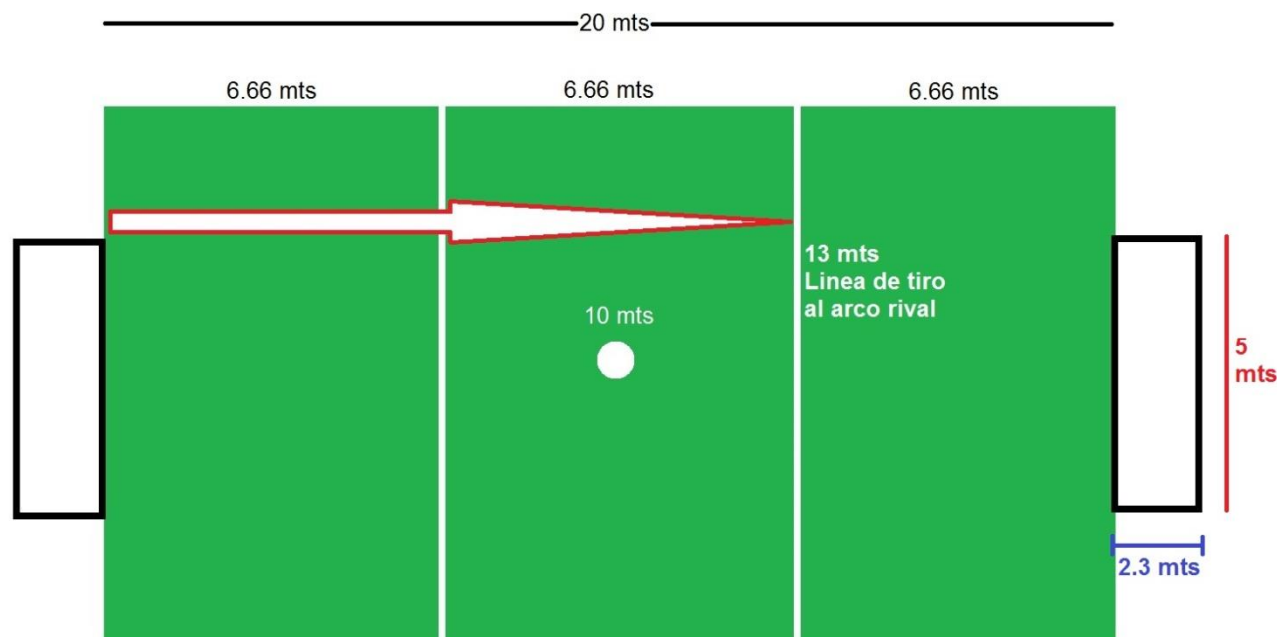 20 mts
6.66 mts
6.66 mts
6.66 mts
13 mts
Linea de tiro
al arco rival
10 mts
5
mts
2.3 mts